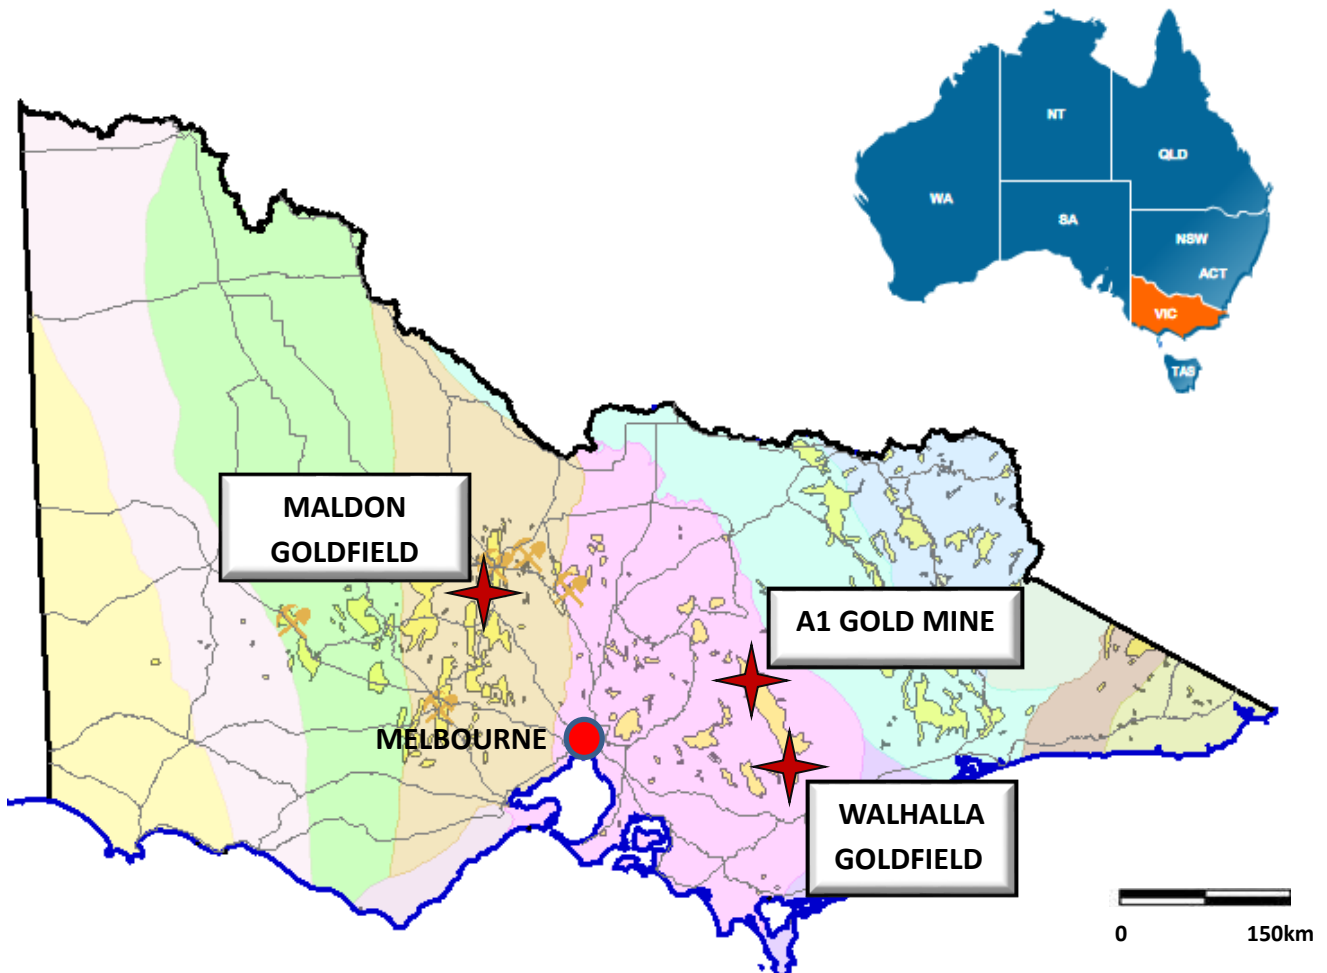 NT
QLD
WA
SA
NSW
ACT
VIC
TAS
MALDON
GOLDFIELD
A1 GOLD MINE
MELBOURNE
WALHALLA
GOLDFIELD
0 150km